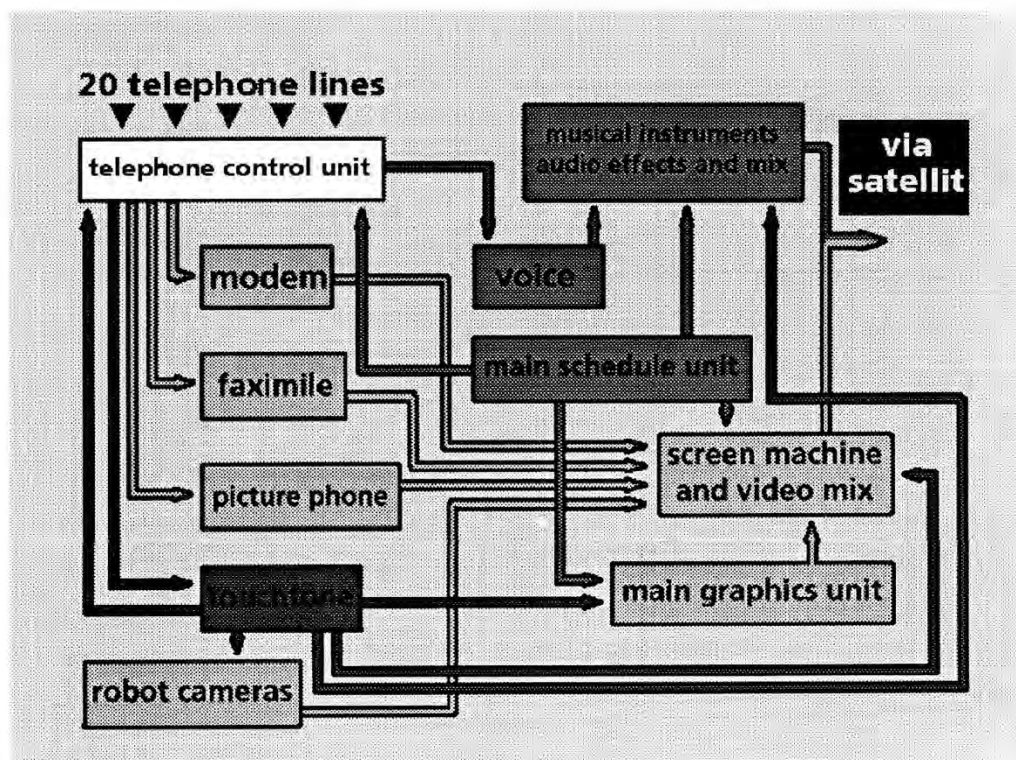 20 telephone lines
telephone control unit
musical instruments
audio effects and mix
via
satellit
modem
voice
main schedule unit
faximile
screen machine
and video mix
picture phone
main graphics unit
Touchtone
robot cameras